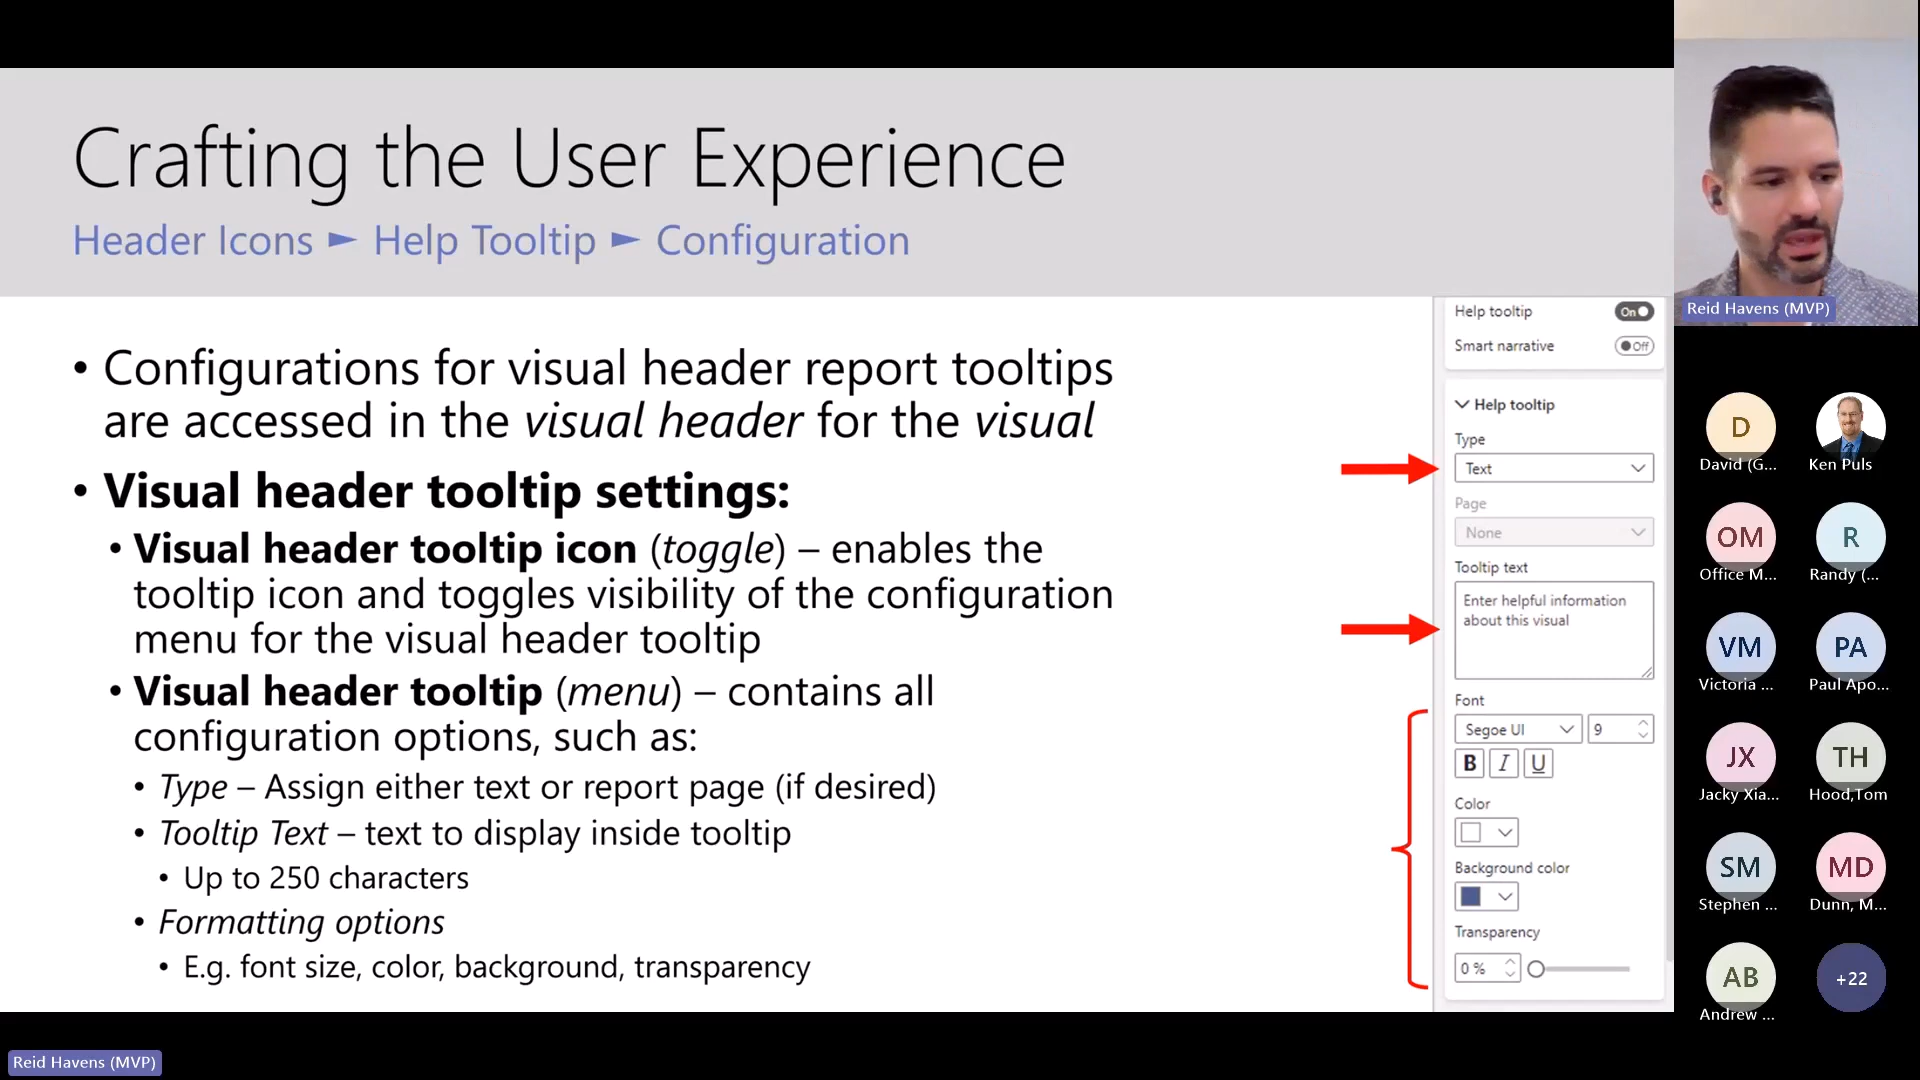 Crafting the User Experience
Header Icons ► Help Tooltip ► Configuration
• Configurations for visual header report tooltips
are accessed in the visual header for the visual
• Visual header tooltip settings:
• Visual header tooltip icon (toggle) – enables the
tooltip icon and toggles visibility of the configuration
menu for the visual header tooltip
• Visual header tooltip (menu) – contains all
configuration options, such as:
• Type – Assign either text or report page (if desired)
• Tooltip Text – text to display inside tooltip
• Up to 250 characters
• Formatting options
• E.g. font size, color, background, transparency
Help tooltip On
Smart narrative Off
Help tooltip
Type
Text
Page
None
Tooltip text
Enter helpful information
about this visual
Font
Segoe UI 9
B I U
Color
Background color
Transparency
0 %
Reid Havens (MVP)
D
David (G...
Ken Puls
OM R
Office M... Randy (...
VM PA
Victoria ... Paul Apo...
JX TH
Jacky Xia... Hood,Tom
SM MD
Stephen ... Dunn, M...
AB +22
Andrew ...
Reid Havens (MVP)